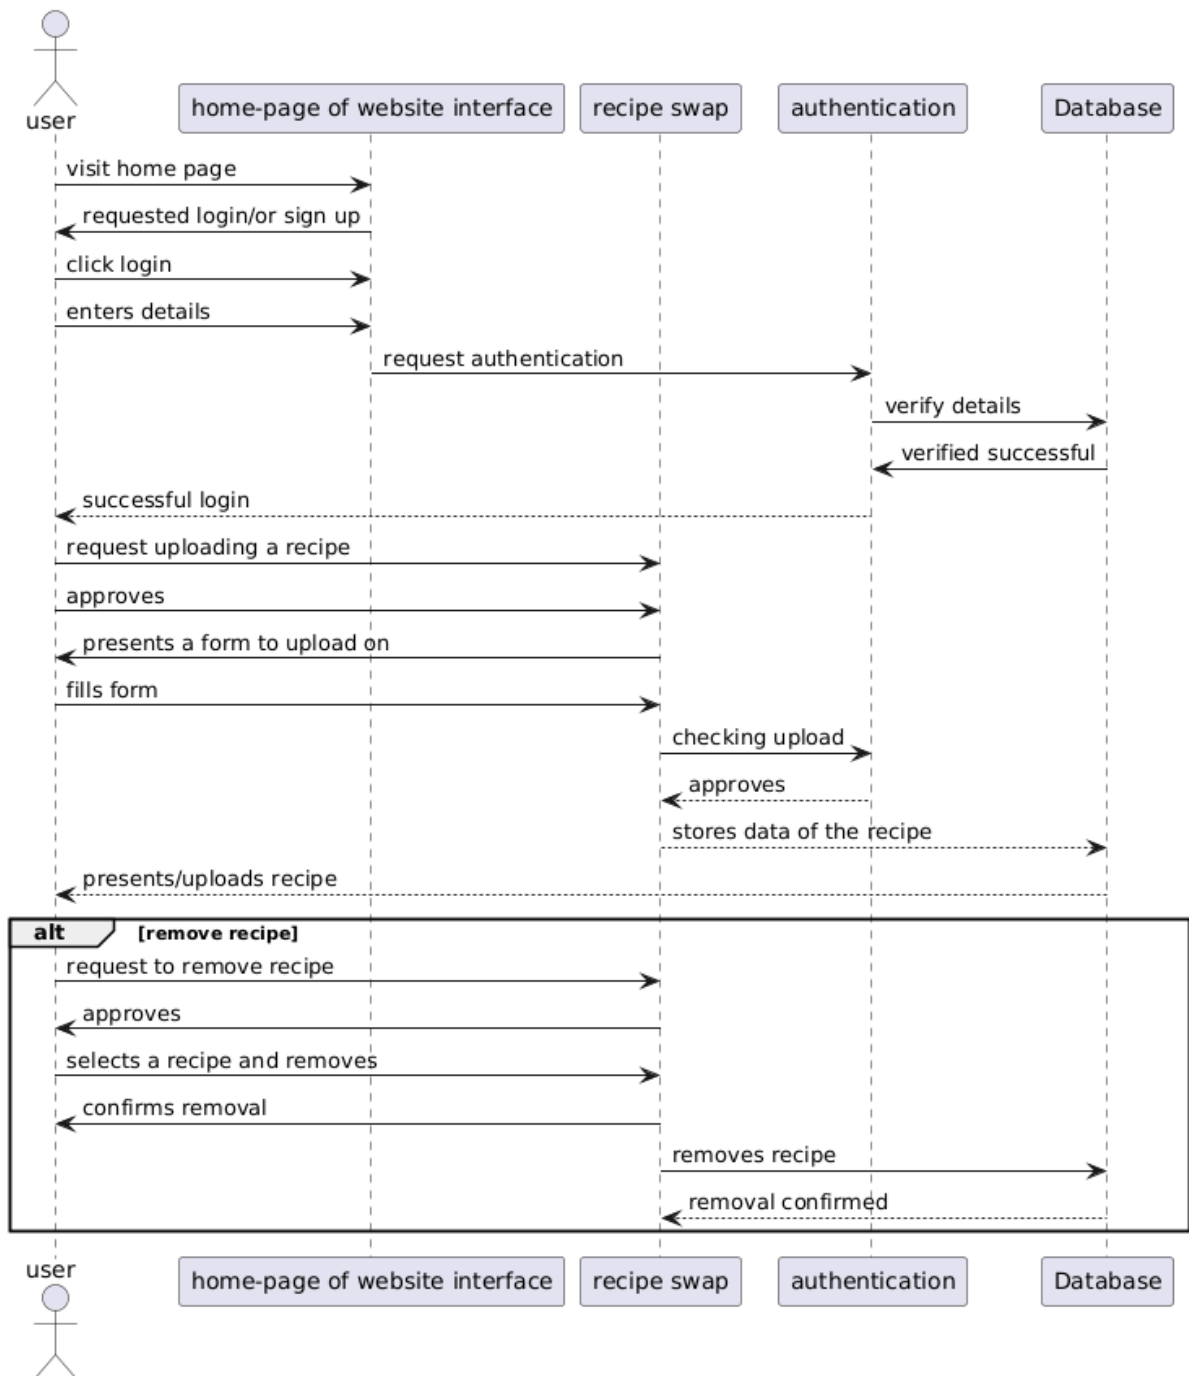 user
home-page of website interface
recipe swap
authentication
Database
visit home page
requested login/or sign up
click login
enters details
request authentication
verify details
verified successful
successful login
request uploading a recipe
approves
presents a form to upload on
fills form
checking upload
approves
stores data of the recipe
presents/uploads recipe
alt [remove recipe]
request to remove recipe
approves
selects a recipe and removes
confirms removal
removes recipe
removal confirmed
user
home-page of website interface
recipe swap
authentication
Database